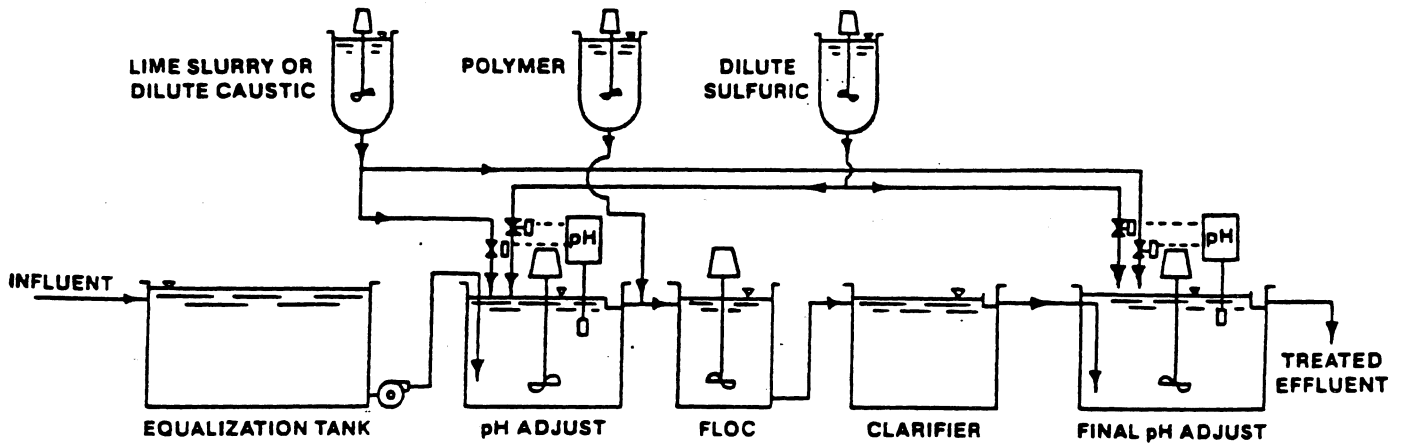 LIME SLURRY OR
DILUTE CAUSTIC
POLYMER
DILUTE
SULFURIC
pH
pH
INFLUENT
TREATED
EFFLUENT
EQUALIZATION TANK
pH ADJUST
FLOC
CLARIFIER
FINAL pH ADJUST